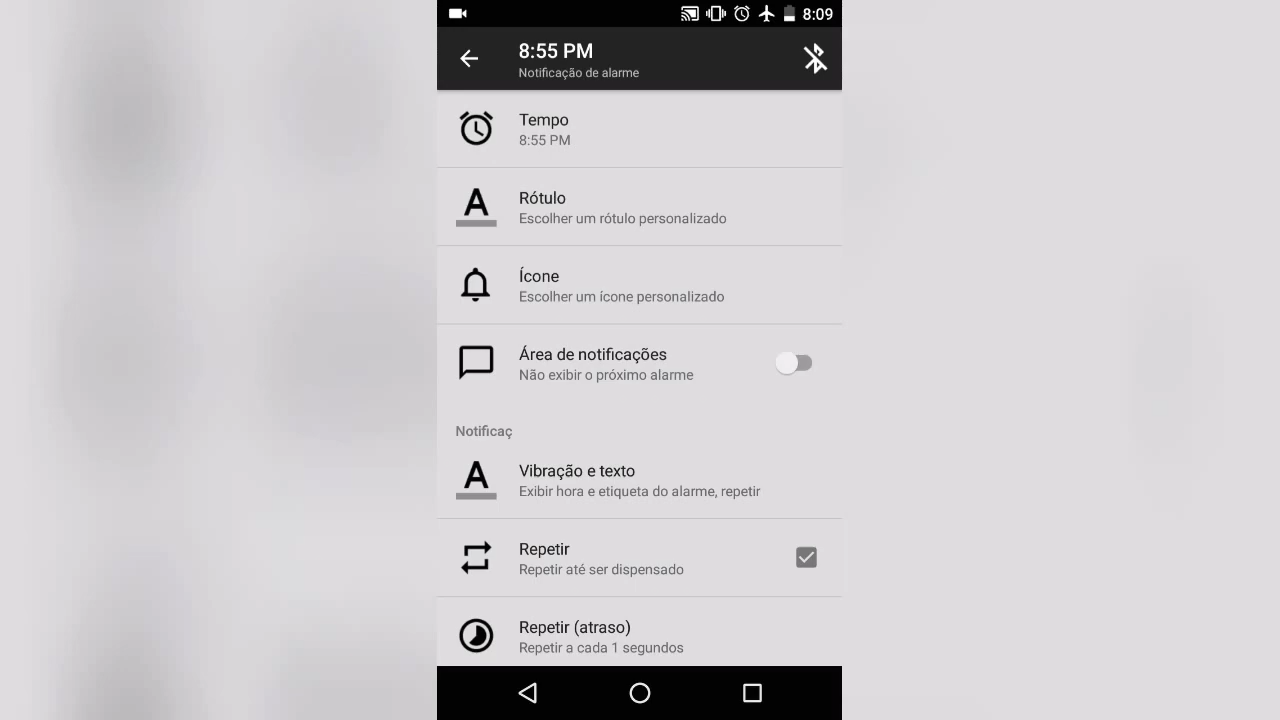 8:09
8:55 PM
Notificação de alarme
Tempo
8:55 PM
Rótulo
Escolher um rótulo personalizado
Ícone
Escolher um ícone personalizado
Área de notificações
Não exibir o próximo alarme
Notificaç
Vibração e texto
Exibir hora e etiqueta do alarme, repetir
Repetir
Repetir até ser dispensado
Repetir (atraso)
Repetir a cada 1 segundos